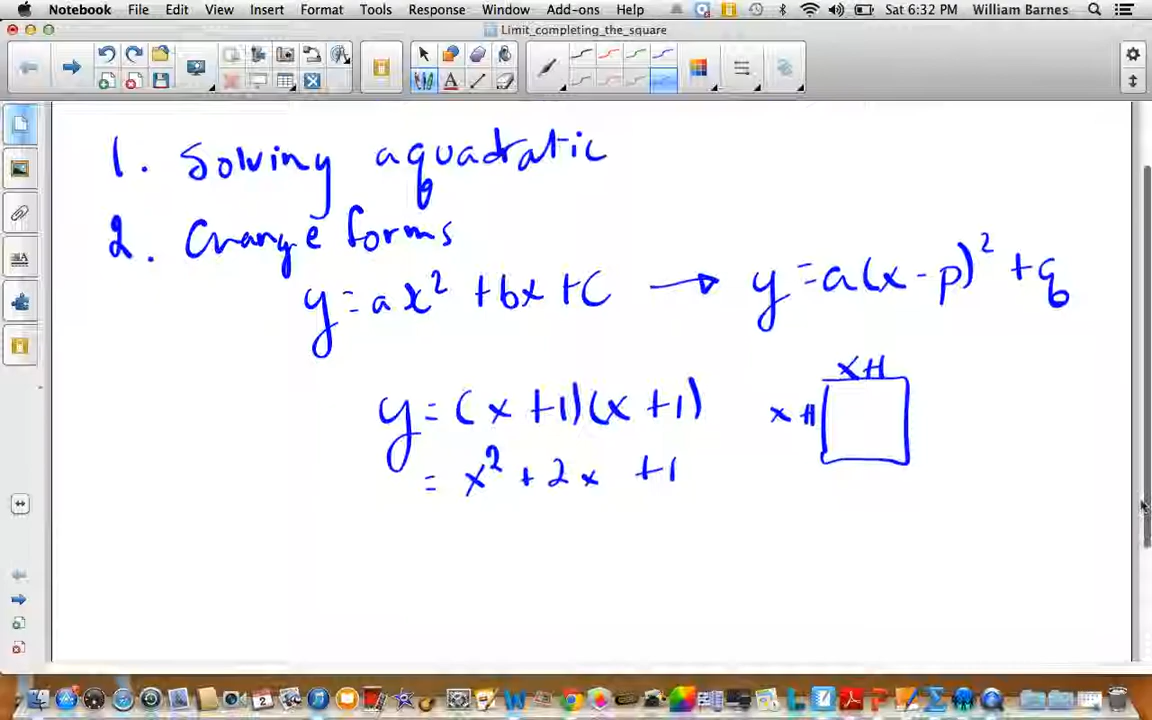 Notebook File Edit View Insert Format Tools Response Window Add-ons Help Sat 6:32 PM William Barnes
Limit_completing_the_square
1. Solving a quadratic
2. Change forms
y = ax² + bx + C → y = a(x - p)² + q
y = (x + 1)(x + 1)
x + 1
x + 1
= x² + 2x + 1